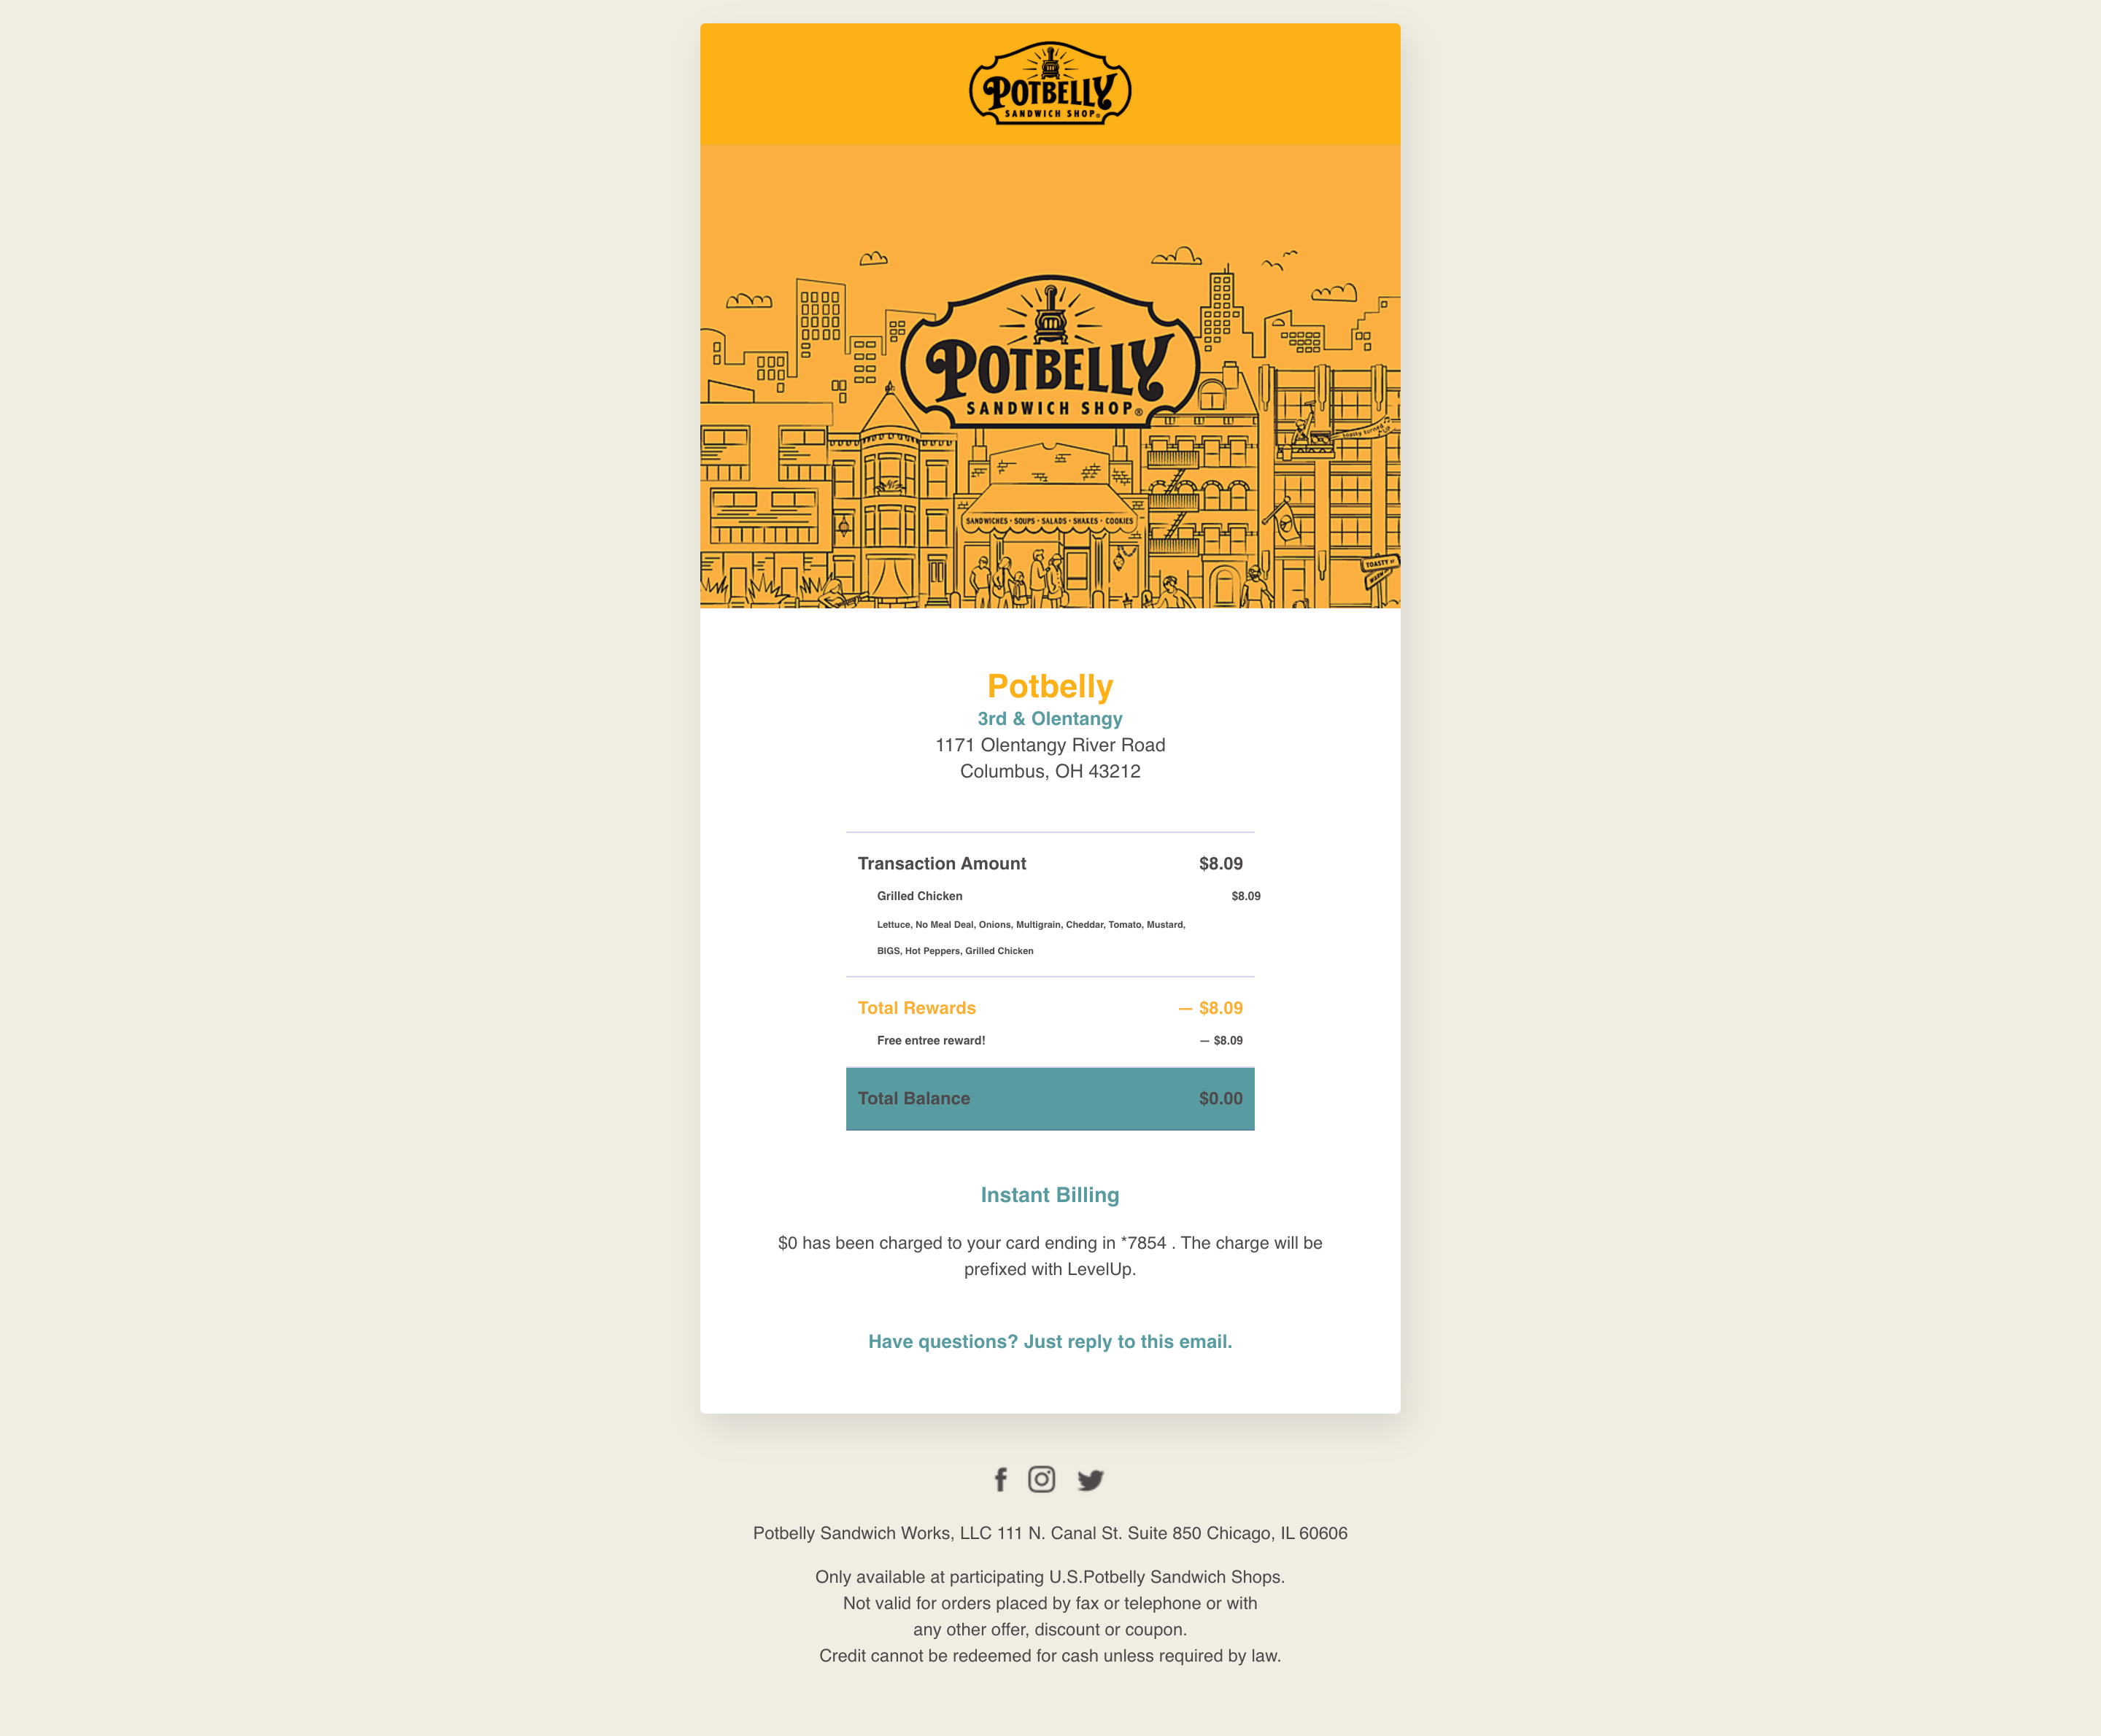 POTBELLY
SANDWICH SHOP®
POTBELLY
SANDWICH SHOP®
toasty turned up
SANDWICHES · SOUPS · SALADS · SHAKES · COOKIES
TOASTY ST
WARM
Potbelly
3rd & Olentangy
1171 Olentangy River Road
Columbus, OH 43212
Transaction Amount $8.09
Grilled Chicken $8.09
Lettuce, No Meal Deal, Onions, Multigrain, Cheddar, Tomato, Mustard,
BIGS, Hot Peppers, Grilled Chicken
Total Rewards — $8.09
Free entree reward! — $8.09
Total Balance $0.00
Instant Billing
$0 has been charged to your card ending in *7854 . The charge will be
prefixed with LevelUp.
Have questions? Just reply to this email.
Potbelly Sandwich Works, LLC 111 N. Canal St. Suite 850 Chicago, IL 60606
Only available at participating U.S.Potbelly Sandwich Shops.
Not valid for orders placed by fax or telephone or with
any other offer, discount or coupon.
Credit cannot be redeemed for cash unless required by law.